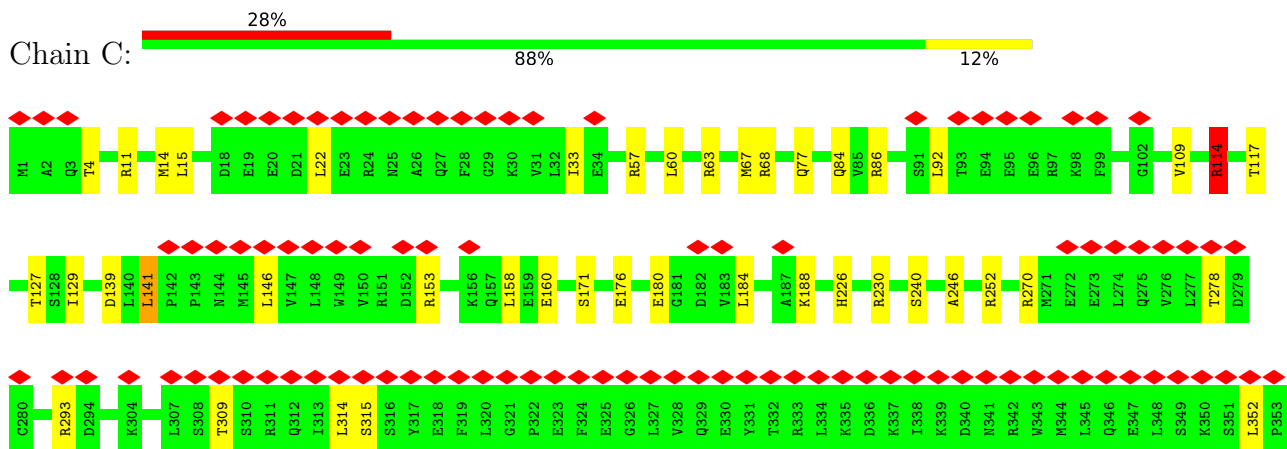 28%
Chain C:
88% 12%
M1 A2 Q3 T4 R11 M14 L15 D18 E19 E20 D21 L22 E23 R24 N25 A26 Q27 F28 G29 K30 V31 L32 I33 E34 R57 L60 R63 M67 R68 Q77 Q84 V85 R86 S91 L92 T93 E94 E95 E96 R97 K98 F99 G102 V109 R114 T117
T127 S128 I129 D139 L140 L141 P142 P143 N144 M145 L146 V147 L148 W149 V150 R151 D152 R153 K156 Q157 L158 E159 E160 S171 E176 E180 G181 D182 V183 L184 A187 K188 H226 R230 S240 A246 R252 R270 M271 E272 E273 L274 Q275 V276 L277 T278 D279
C280 R293 D294 K304 L307 S308 T309 S310 R311 Q312 I313 L314 S315 S316 Y317 E318 F319 L320 G321 P322 E323 F324 E325 G326 L327 V328 Q329 E330 Y331 T332 R333 L334 K335 D336 K337 I338 K339 D340 N341 R342 W343 M344 L345 Q346 E347 L348 S349 K350 S351 L352 P353